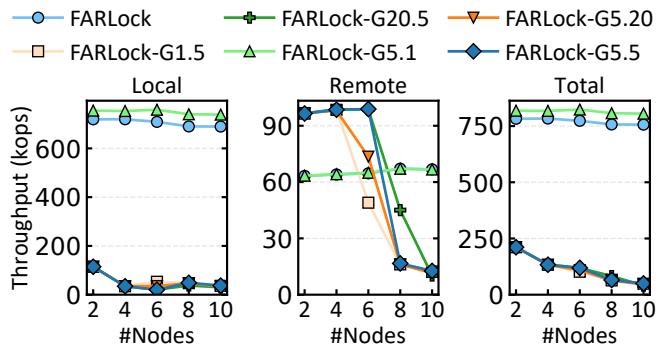 FARLock FARLock-G20.5 FARLock-G5.20
FARLock-G1.5 FARLock-G5.1 FARLock-G5.5
Local Remote Total
Throughput (kops)
600
400
200
0
90
60
30
0
750
500
250
0
2 4 6 8 10 2 4 6 8 10 2 4 6 8 10
#Nodes #Nodes #Nodes